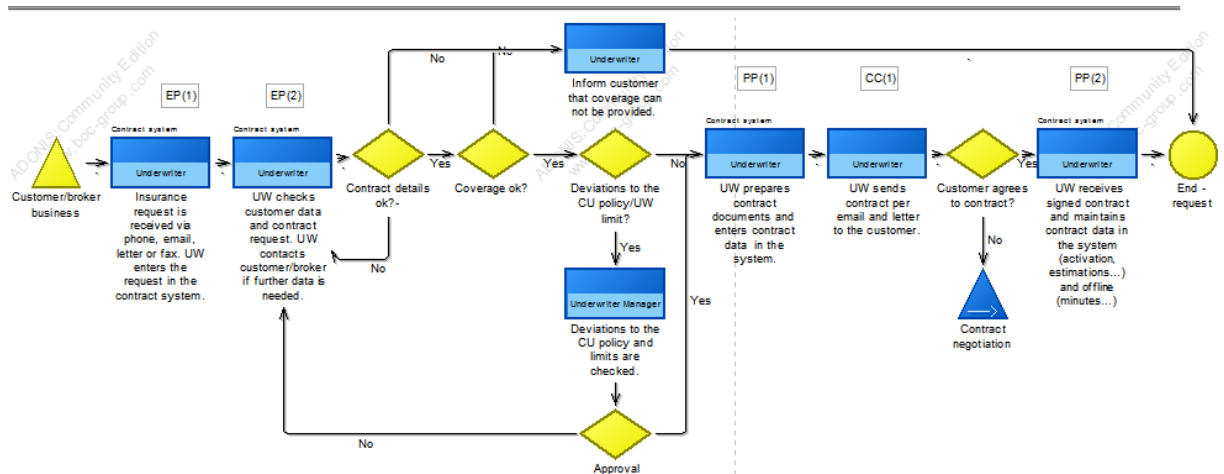 ADONIS:Community Edition
www.boc-group.com
No
No
Underwriter
Inform customer
that coverage can
not be provided.
EP(1)
EP(2)
PP(1)
CC(1)
PP(2)
Contract system
Underwriter
Contract system
Underwriter
Contract system
Underwriter
Underwriter
Contract system
Underwriter
Customer/broker
business
Insurance
request is
received via
phone, email,
letter or fax. UW
enters the
request in the
contract system.
UW checks
customer data
and contract
request. UW
contacts
customer/broker
if further data is
needed.
Contract details
ok?-
Yes
No
Coverage ok?
Yes
Deviations to the
CU policy/UW
limit?
No
Yes
UW prepares
contract
documents and
enters contract
data in the
system.
UW sends
contract per
email and letter
to the customer.
Customer agrees
to contract?
Yes
No
UW receives
signed contract
and maintains
contract data in
the system
(activation,
estimations...)
and offline
(minutes...)
End -
request
Underwriter Manager
Deviations to the
CU policy and
limits are
checked.
Yes
Contract
negotiation
No
Approval